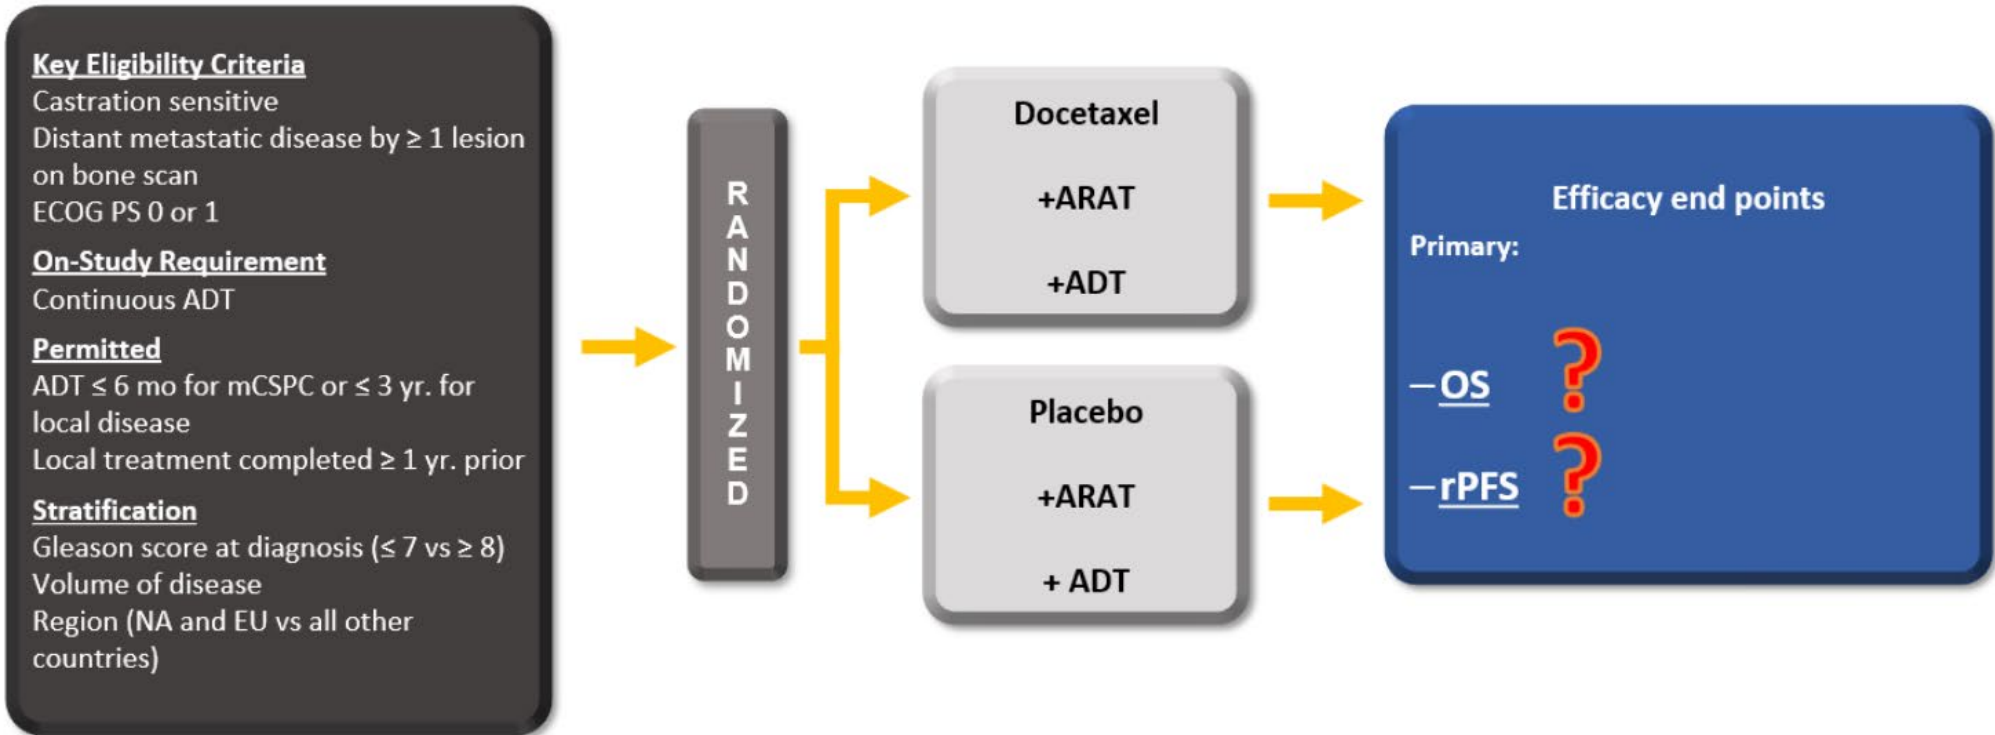 Key Eligibility Criteria
Castration sensitive
Distant metastatic disease by ≥ 1 lesion
on bone scan
ECOG PS 0 or 1
On-Study Requirement
Continuous ADT
Permitted
ADT ≤ 6 mo for mCSPC or ≤ 3 yr. for
local disease
Local treatment completed ≥ 1 yr. prior
Stratification
Gleason score at diagnosis (≤ 7 vs ≥ 8)
Volume of disease
Region (NA and EU vs all other
countries)
RANDOMIZED
Docetaxel
+ARAT
+ADT
Placebo
+ARAT
+ ADT
Efficacy end points
Primary:
–OS ?
–rPFS ?